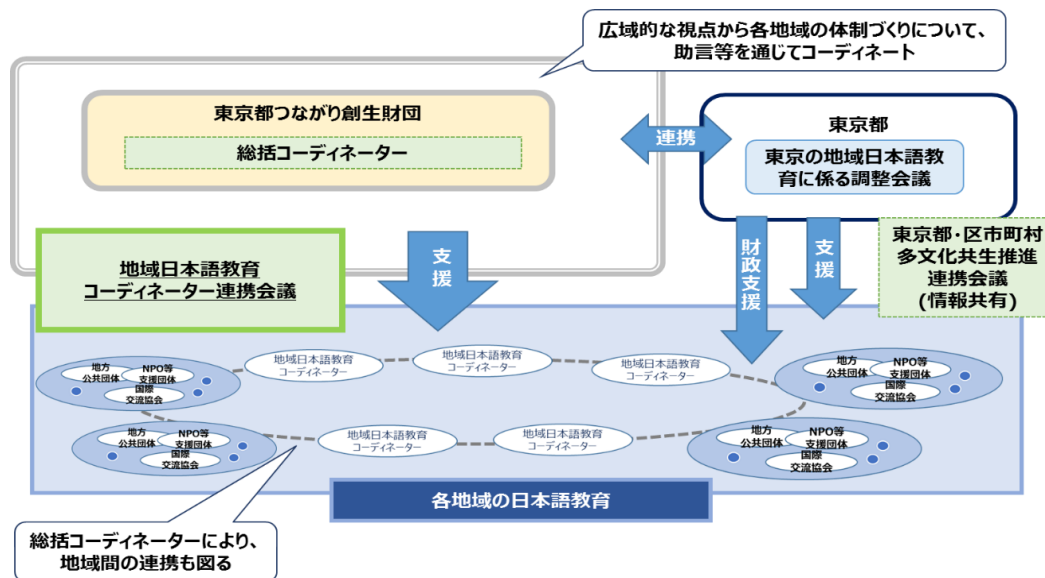 広域的な視点から各地域の体制づくりについて、
助言等を通じてコーディネート
東京都つながり創生財団
総括コーディネーター
連携
東京都
東京の地域日本語教
育に係る調整会議
地域日本語教育
コーディネーター連携会議
支援
財政支援
支援
東京都・区市町村
多文化共生推進
連携会議
(情報共有)
地方
公共団体
NPO等
支援団体
国際
交流協会
地域日本語教育
コーディネーター
地域日本語教育
コーディネーター
地域日本語教育
コーディネーター
地方
公共団体
NPO等
支援団体
国際
交流協会
地方
公共団体
NPO等
支援団体
国際
交流協会
地域日本語教育
コーディネーター
地域日本語教育
コーディネーター
地方
公共団体
NPO等
支援団体
国際
交流協会
各地域の日本語教育
総括コーディネーターにより、
地域間の連携も図る